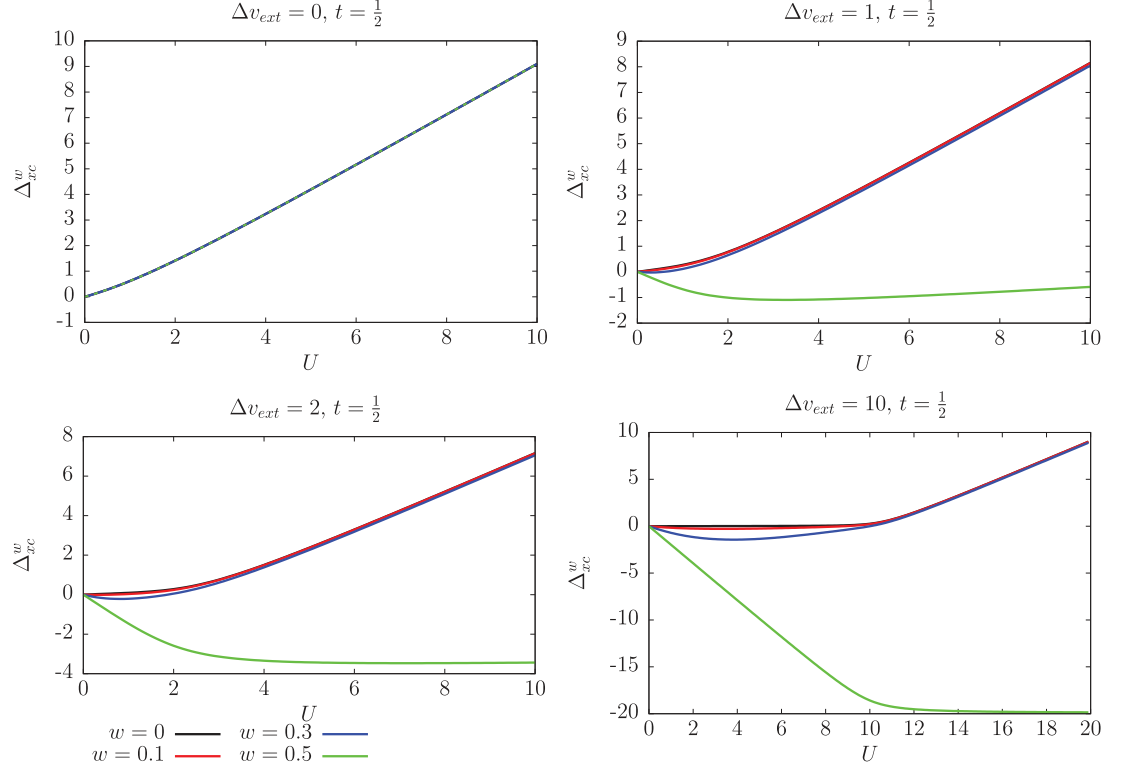 Δv_ext = 0, t = 1/2
10
9
8
7
6
5
4
3
2
1
0
-1
Δ^w_xc
0 2 4 6 8 10
U
Δv_ext = 1, t = 1/2
9
8
7
6
5
4
3
2
1
0
-1
-2
Δ^w_xc
0 2 4 6 8 10
U
Δv_ext = 2, t = 1/2
8
6
4
2
0
-2
-4
Δ^w_xc
0 2 4 6 8 10
U
Δv_ext = 10, t = 1/2
10
5
0
-5
-10
-15
-20
Δ^w_xc
0 2 4 6 8 10 12 14 16 18 20
U
w = 0 w = 0.3
w = 0.1 w = 0.5